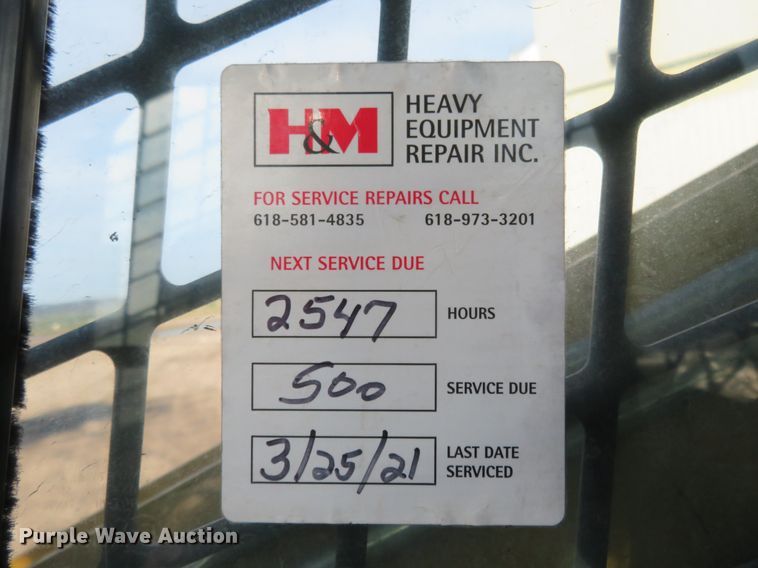 H&M
HEAVY
EQUIPMENT
REPAIR INC.
FOR SERVICE REPAIRS CALL
618-581-4835 618-973-3201
NEXT SERVICE DUE
2547 HOURS
500 SERVICE DUE
3/25/21 LAST DATE
SERVICED
Purple Wave Auction®